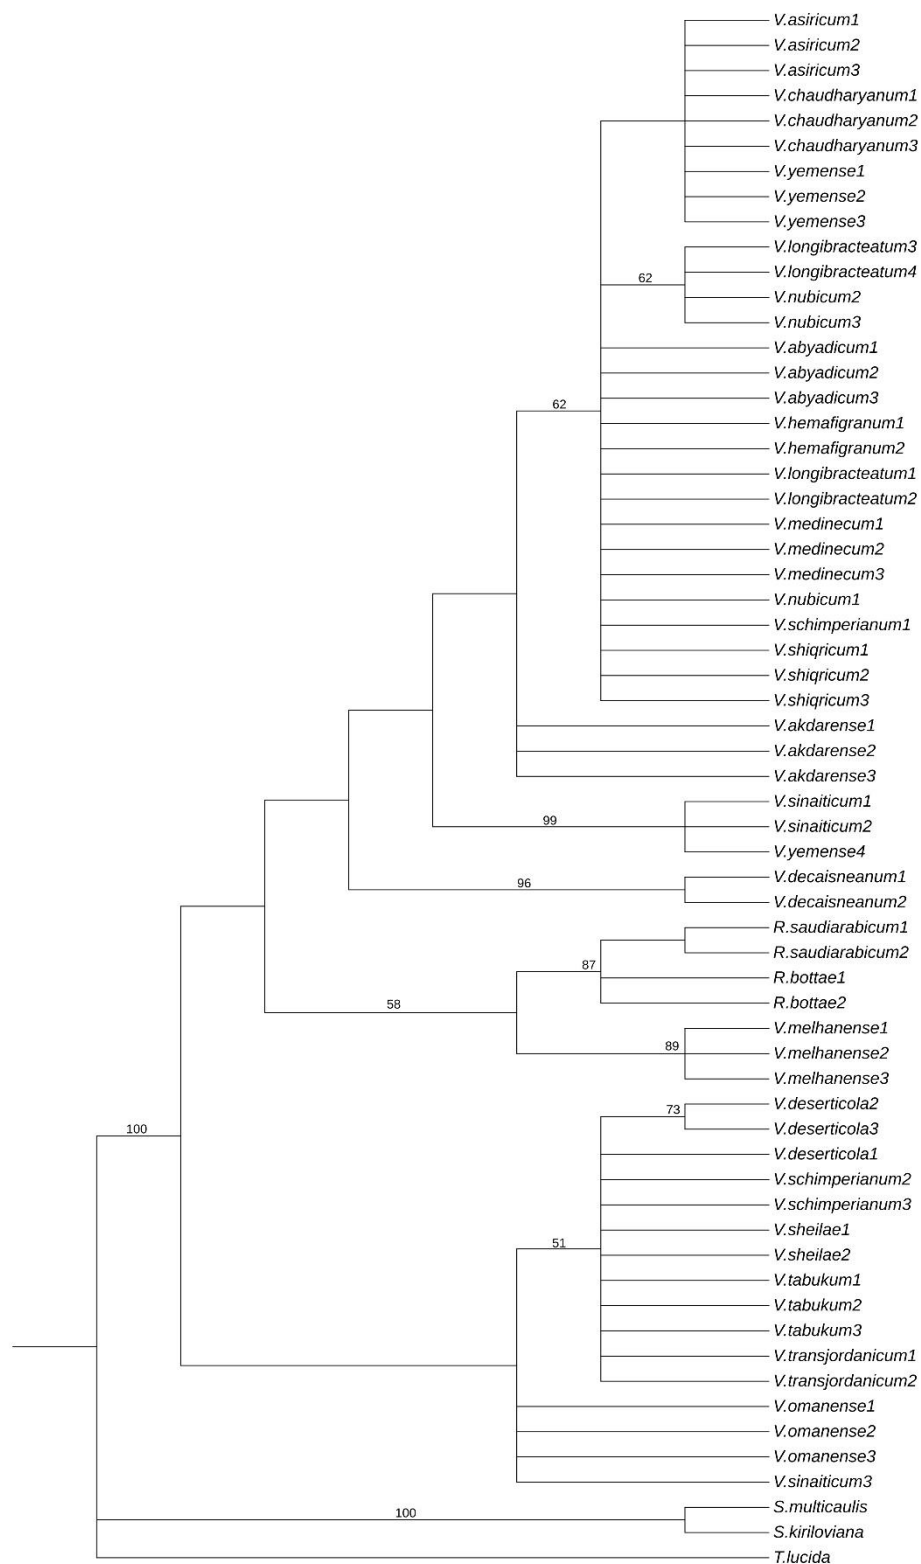 V.asiricum1
V.asiricum2
V.asiricum3
V.chaudharyanum1
V.chaudharyanum2
V.chaudharyanum3
V.yemense1
V.yemense2
V.yemense3
V.longibracteatum3
62
V.longibracteatum4
V.nubicum2
V.nubicum3
V.abyadicum1
V.abyadicum2
V.abyadicum3
62
V.hemafigranum1
V.hemafigranum2
V.longibracteatum1
V.longibracteatum2
V.medinecum1
V.medinecum2
V.medinecum3
V.nubicum1
V.schimperianum1
V.shiqricum1
V.shiqricum2
V.shiqricum3
V.akdarense1
V.akdarense2
V.akdarense3
V.sinaiticum1
99
V.sinaiticum2
V.yemense4
V.decaisneanum1
96
V.decaisneanum2
R.saudiarabicum1
R.saudiarabicum2
87
R.bottae1
R.bottae2
58
V.melhanense1
89
V.melhanense2
V.melhanense3
V.deserticola2
73
V.deserticola3
100
V.deserticola1
V.schimperianum2
V.schimperianum3
V.sheilae1
51
V.sheilae2
V.tabukum1
V.tabukum2
V.tabukum3
V.transjordanicum1
V.transjordanicum2
V.omanense1
V.omanense2
V.omanense3
V.sinaiticum3
S.multicaulis
100
S.kiriloviana
T.lucida